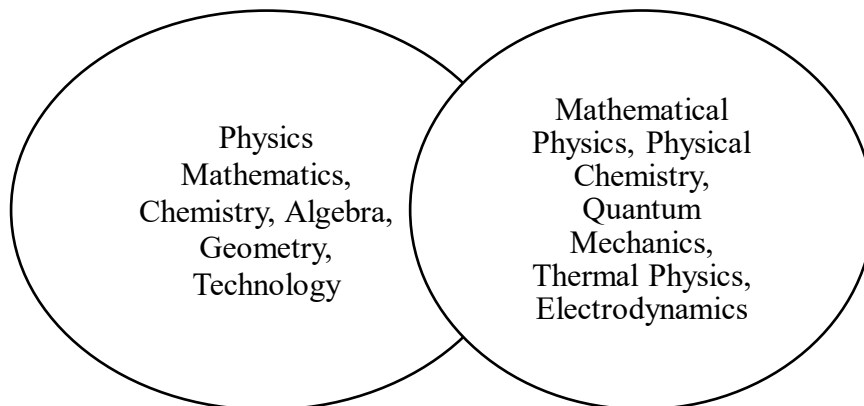 Physics
Mathematics,
Chemistry, Algebra,
Geometry,
Technology
Mathematical
Physics, Physical
Chemistry,
Quantum
Mechanics,
Thermal Physics,
Electrodynamics